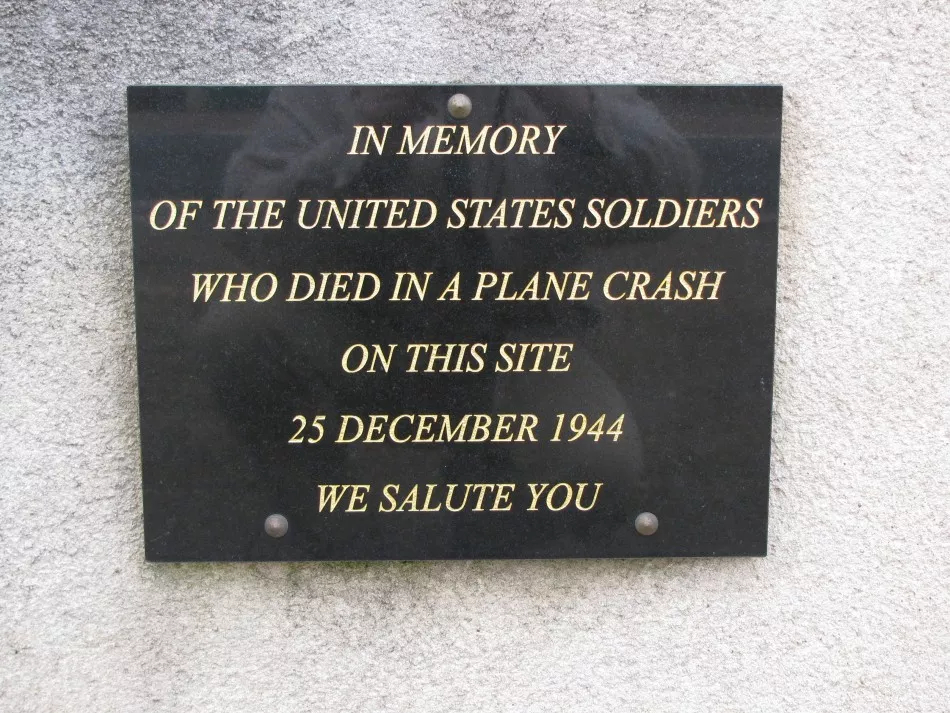 IN MEMORY
OF THE UNITED STATES SOLDIERS
WHO DIED IN A PLANE CRASH
ON THIS SITE
25 DECEMBER 1944
WE SALUTE YOU